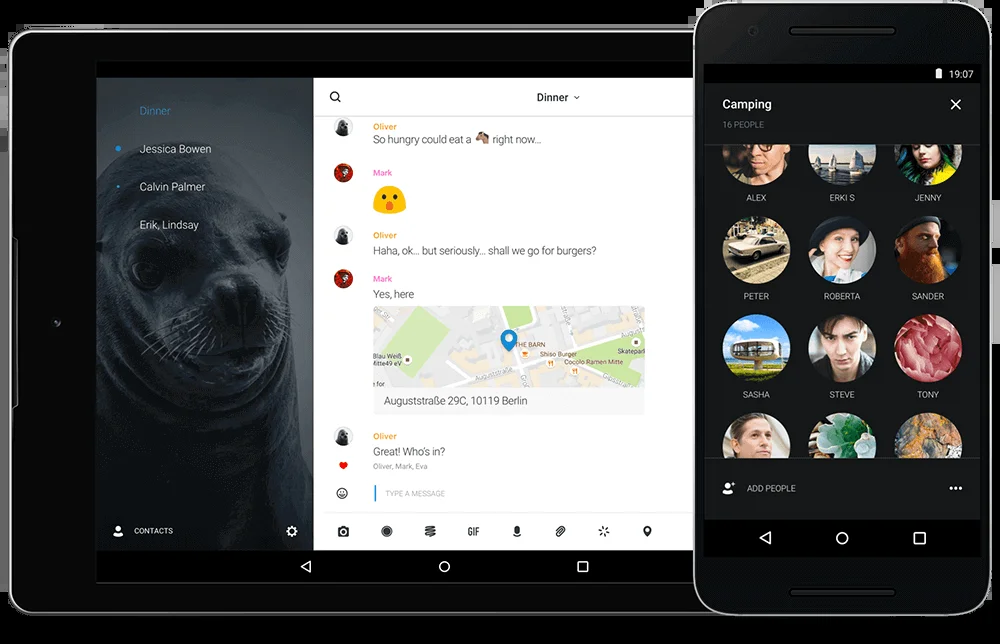 Dinner
Jessica Bowen
Calvin Palmer
Erik, Lindsay
CONTACTS
Dinner
Oliver
So hungry could eat a 🐴 right now...
Mark
😮
Oliver
Haha, ok... but seriously... shall we go for burgers?
Mark
Yes, here
THE BARN
Blau Weiß
Mitte49 eV
Shiso Burger
Skatepark
Cocolo Ramen Mitte
Auguststraße
Auguststraße 29C, 10119 Berlin
Oliver
Great! Who's in?
Oliver, Mark, Eva
TYPE A MESSAGE
GIF
19:07
Camping
16 PEOPLE
ALEX
ERKI S
JENNY
PETER
ROBERTA
SANDER
SASHA
STEVE
TONY
ADD PEOPLE